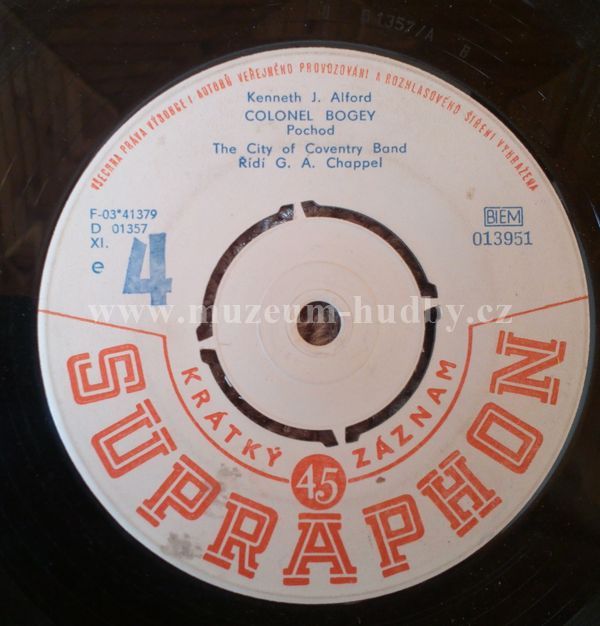 D 01357/A
VŠECHNA PRÁVA VÝROBCE I AUTORŮ VEŘEJNÉHO PROVOZOVÁNÍ A ROZHLASOVÉHO ŠÍŘENÍ VYHRAZENA
Kenneth J. Alford
COLONEL BOGEY
Pochod
The City of Coventry Band
Řídí G. A. Chappel
F-03*41379
D 01357
XI.
e
4
BIEM
013951
www.muzeum-hudby.cz
KRÁTKÝ 45 ZÁZNAM
SUPRAPHON